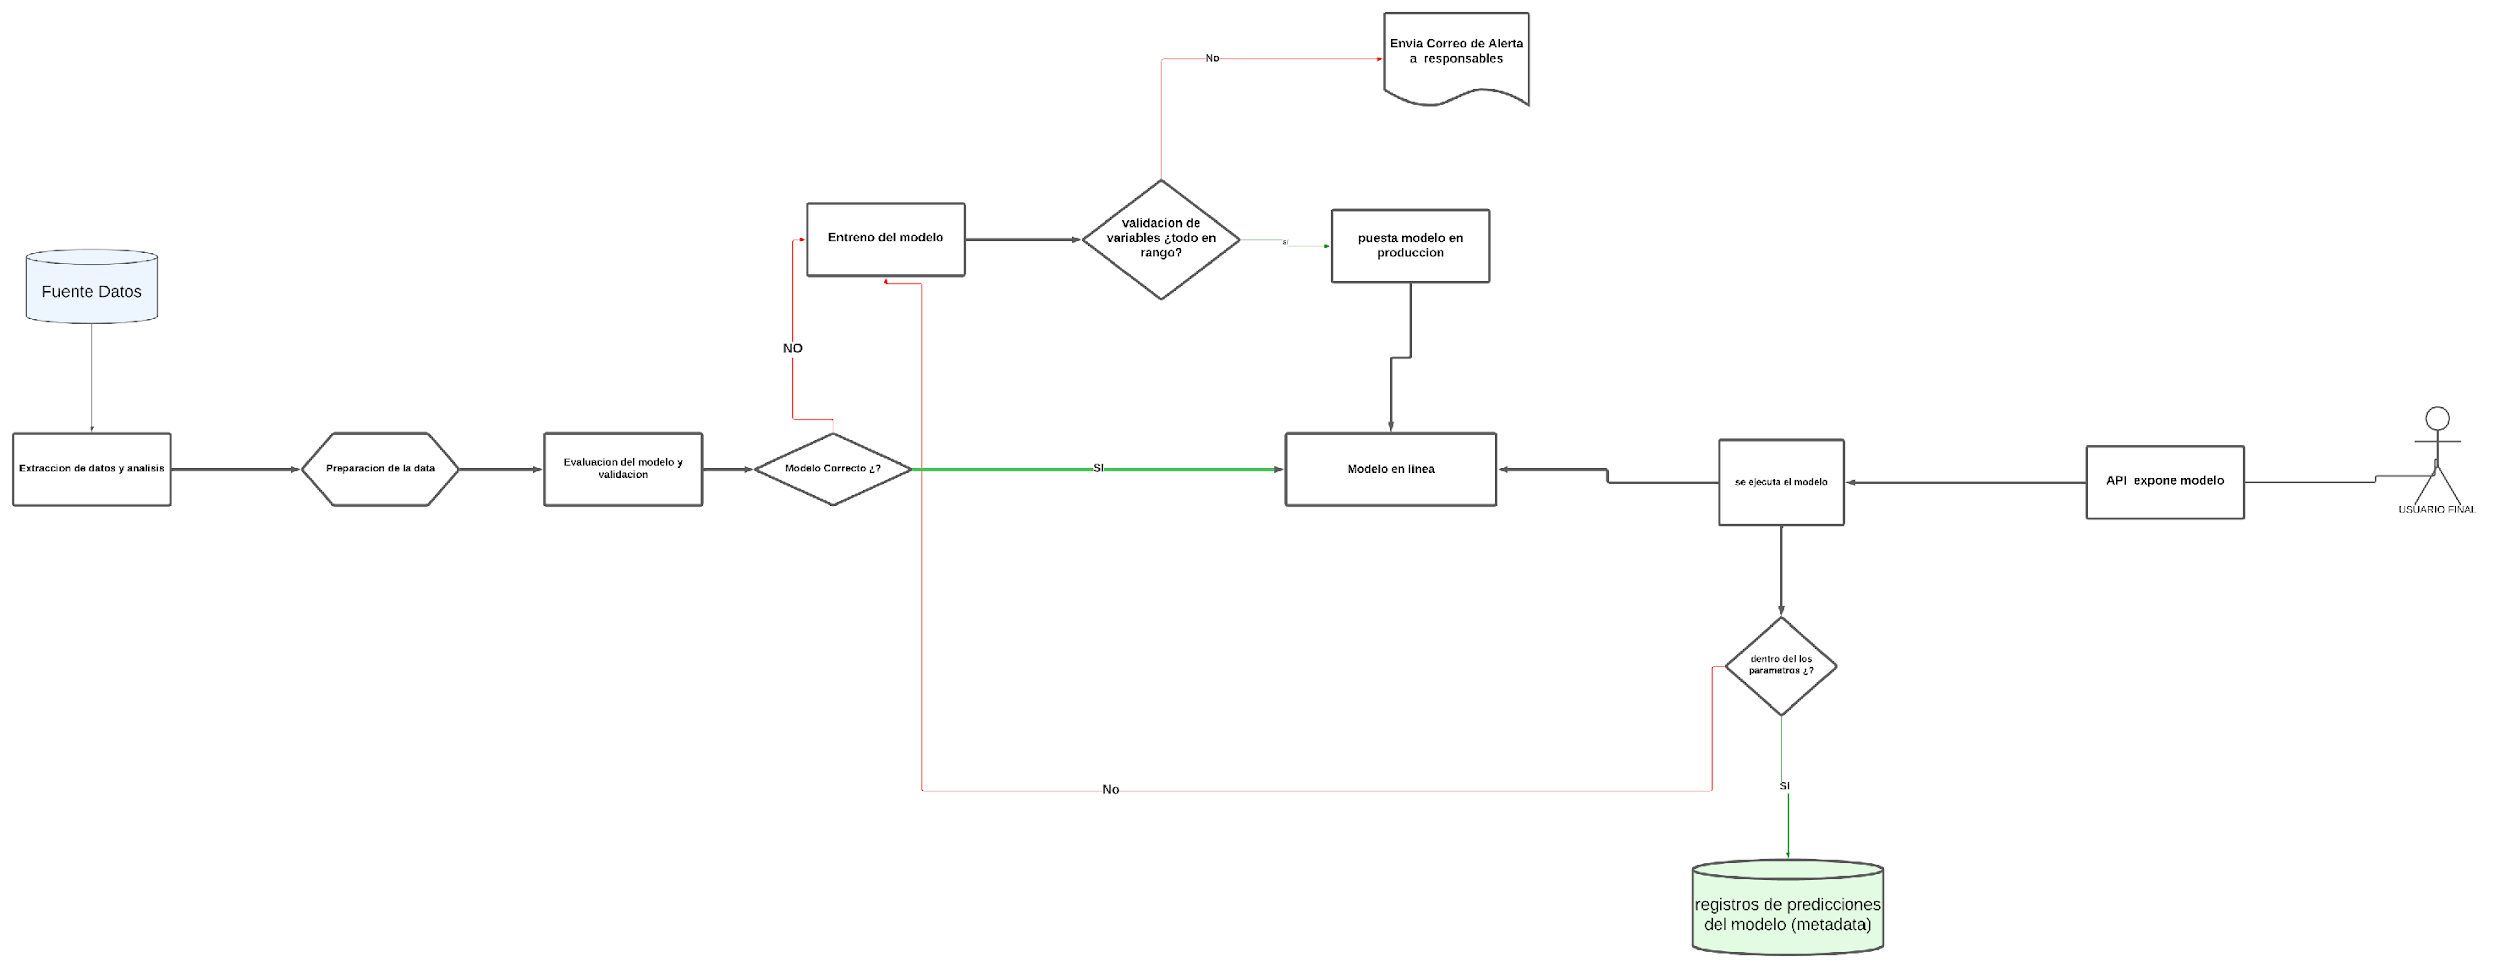 Envia Correo de Alerta
a responsables
No
validacion de
variables ¿todo en
rango?
Entreno del modelo
si
puesta modelo en
produccion
Fuente Datos
NO
Extraccion de datos y analisis
Preparacion de la data
Evaluacion del modelo y
validacion
Modelo Correcto ¿?
SI
Modelo en linea
se ejecuta el modelo
API expone modelo
USUARIO FINAL
dentro del los
parametros ¿?
No
SI
registros de predicciones
del modelo (metadata)